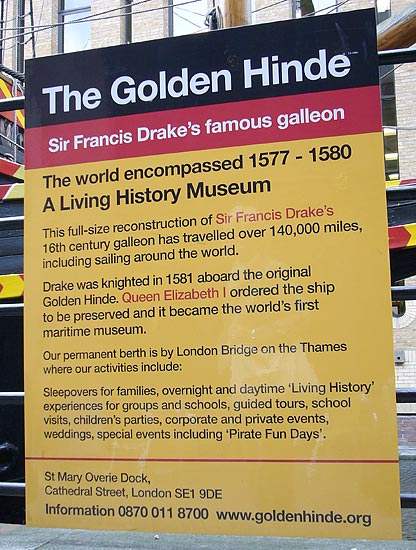 The Golden Hinde
Sir Francis Drake's famous galleon
The world encompassed 1577 - 1580
A Living History Museum
This full-size reconstruction of Sir Francis Drake's
16th century galleon has travelled over 140,000 miles,
including sailing around the world.
Drake was knighted in 1581 aboard the original
Golden Hinde. Queen Elizabeth I ordered the ship
to be preserved and it became the world's first
maritime museum.
Our permanent berth is by London Bridge on the Thames
where our activities include:
Sleepovers for families, overnight and daytime 'Living History'
experiences for groups and schools, guided tours, school
visits, children's parties, corporate and private events,
weddings, special events including 'Pirate Fun Days'.
St Mary Overie Dock,
Cathedral Street, London SE1 9DE
Information 0870 011 8700 www.goldenhinde.org